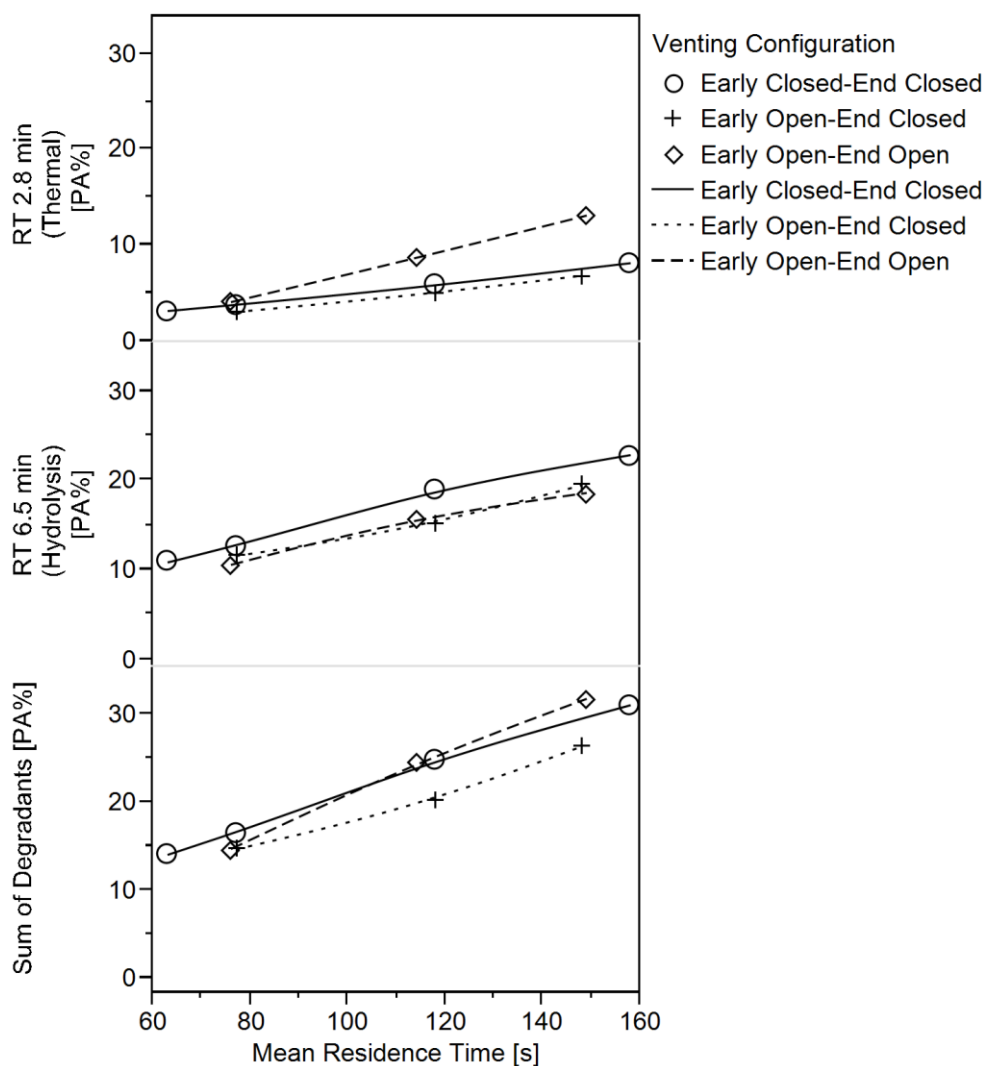 RT 2.8 min
(Thermal)
[PA%]
30
20
10
0
RT 6.5 min
(Hydrolysis)
[PA%]
30
20
10
0
Sum of Degradants [PA%]
30
20
10
0
60 80 100 120 140 160
Mean Residence Time [s]
Venting Configuration
Early Closed-End Closed
Early Open-End Closed
Early Open-End Open
Early Closed-End Closed
Early Open-End Closed
Early Open-End Open